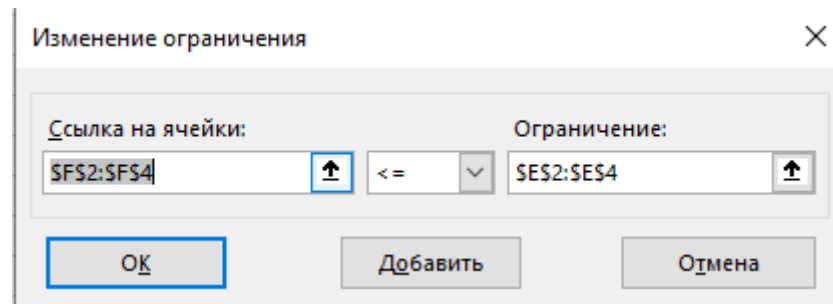 Изменение ограничения
Ссылка на ячейки:
Ограничение:
$F$2:$F$4
<=
$E$2:$E$4
ОК
Добавить
Отмена